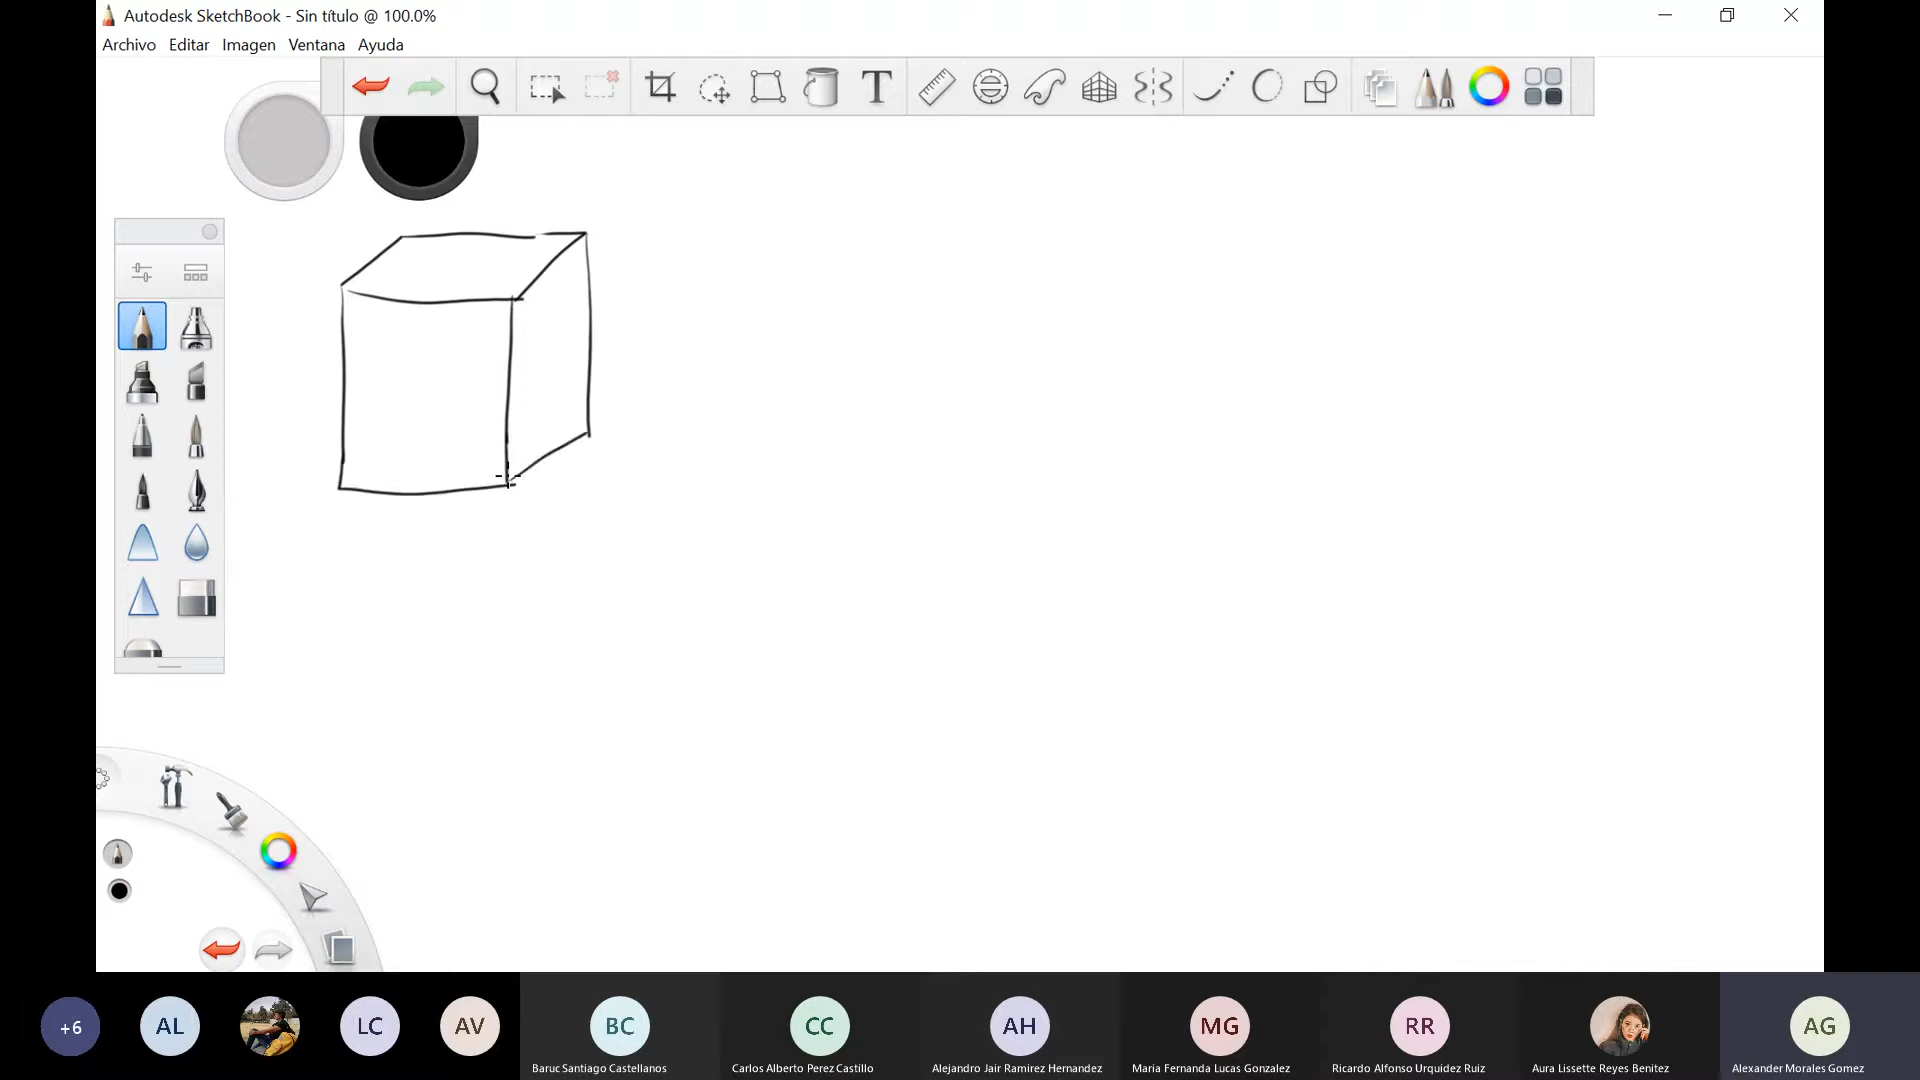 Autodesk SketchBook - Sin título @ 100.0%
Archivo Editar Imagen Ventana Ayuda
T
+6 AL LC AV BC CC AH MG RR AG
Baruc Santiago Castellanos Carlos Alberto Perez Castillo Alejandro Jair Ramirez Hernandez Maria Fernanda Lucas Gonzalez Ricardo Alfonso Urquidez Ruiz Aura Lissette Reyes Benitez Alexander Morales Gomez